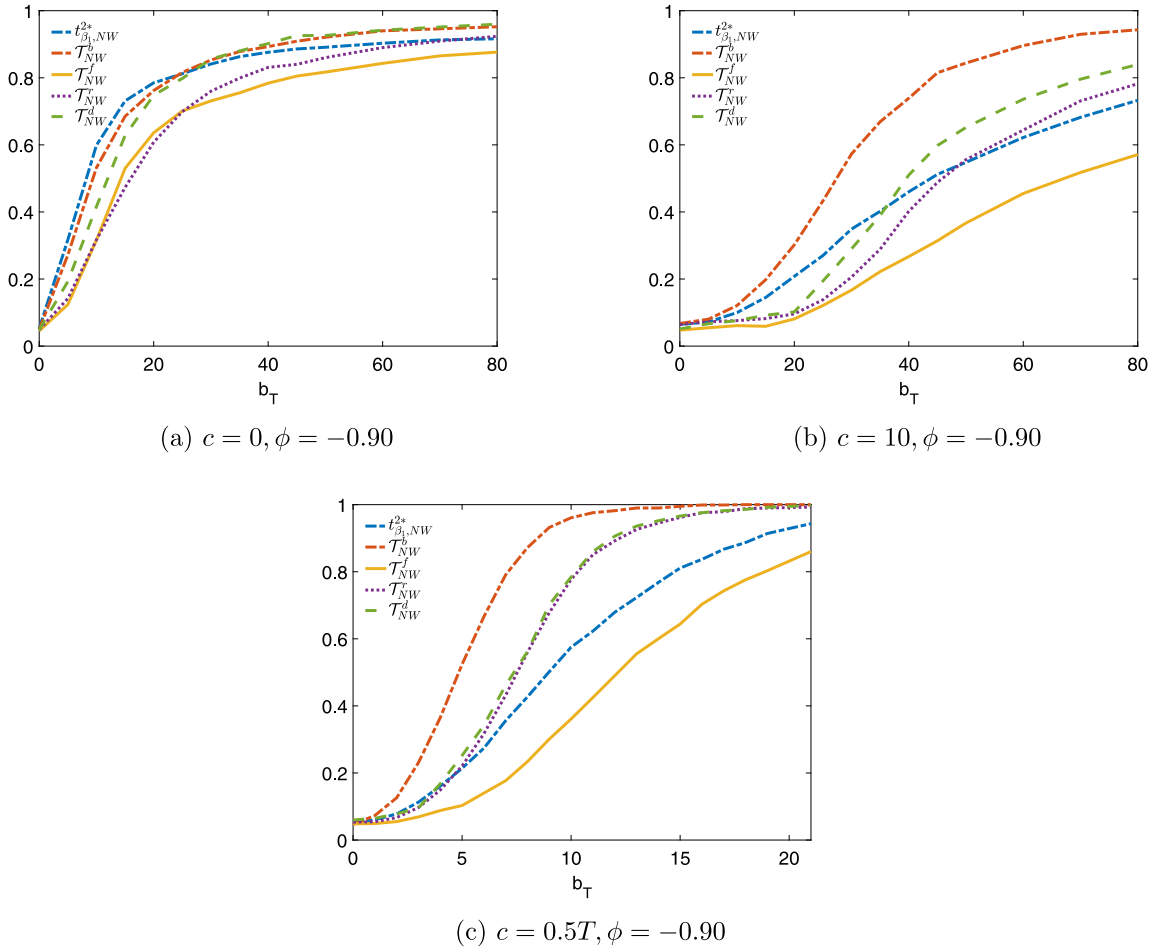 1
0.8
0.6
0.4
0.2
0
0 20 40 60 80
b_T
t^{2*}_{β₁,NW}
𝒯^b_{NW}
𝒯^f_{NW}
𝒯^r_{NW}
𝒯^d_{NW}
(a) c = 0, ϕ = −0.90
1
0.8
0.6
0.4
0.2
0
0 20 40 60 80
b_T
t^{2*}_{β₁,NW}
𝒯^b_{NW}
𝒯^f_{NW}
𝒯^r_{NW}
𝒯^d_{NW}
(b) c = 10, ϕ = −0.90
1
0.8
0.6
0.4
0.2
0
0 5 10 15 20
b_T
t^{2*}_{β₁,NW}
𝒯^b_{NW}
𝒯^f_{NW}
𝒯^r_{NW}
𝒯^d_{NW}
(c) c = 0.5T, ϕ = −0.90